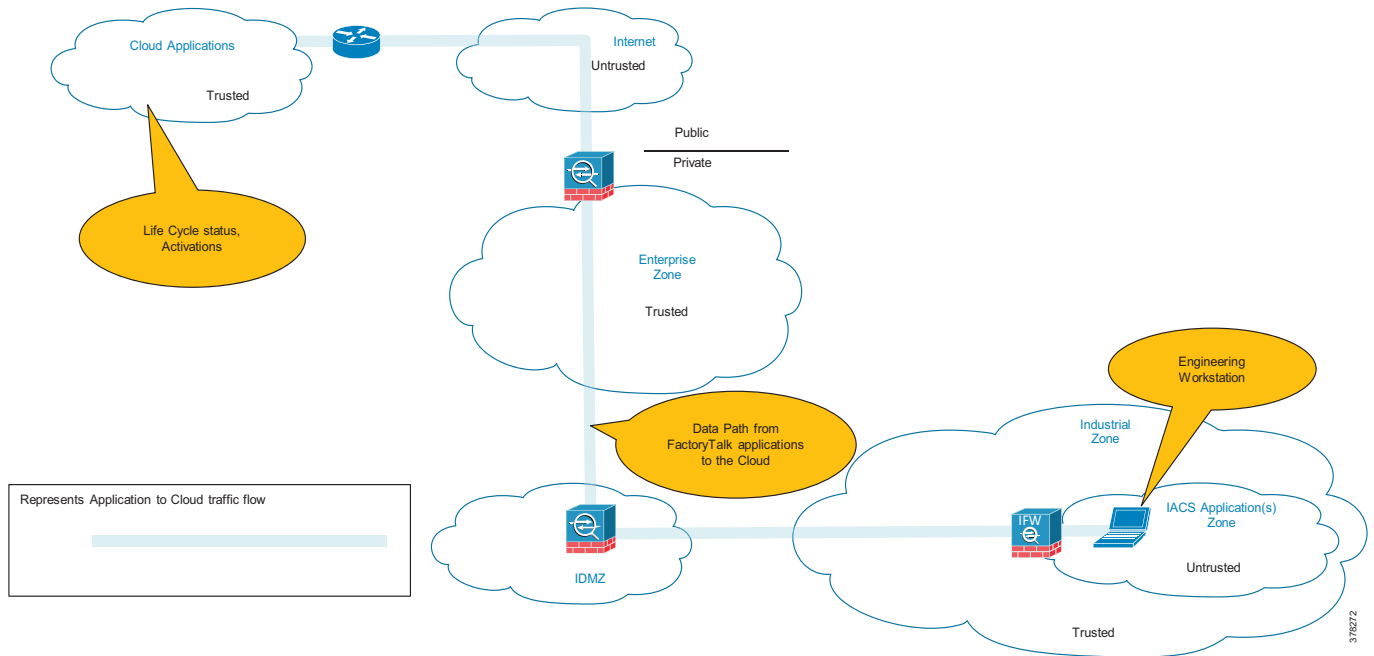 Cloud Applications
Trusted
Internet
Untrusted
Public
Private
Life Cycle status,
Activations
Enterprise
Zone
Trusted
Engineering
Workstation
Data Path from
FactoryTalk applications
to the Cloud
Industrial
Zone
Represents Application to Cloud traffic flow
IFW
IACS Application(s)
Zone
Untrusted
IDMZ
Trusted
378272